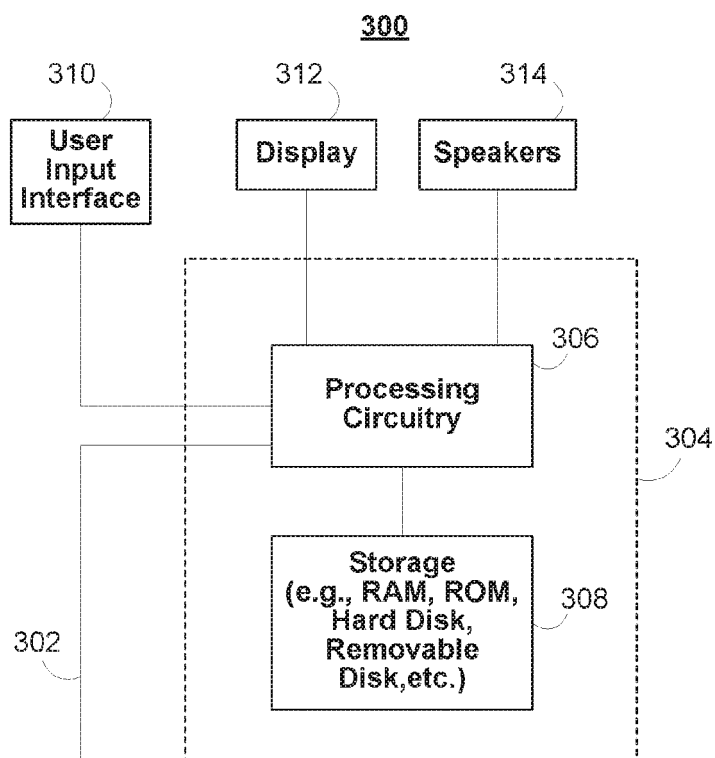 300
310
312
314
User
Input
Interface
Display
Speakers
306
Processing
Circuitry
304
Storage
(e.g., RAM, ROM,
Hard Disk,
Removable
Disk,etc.)
308
302